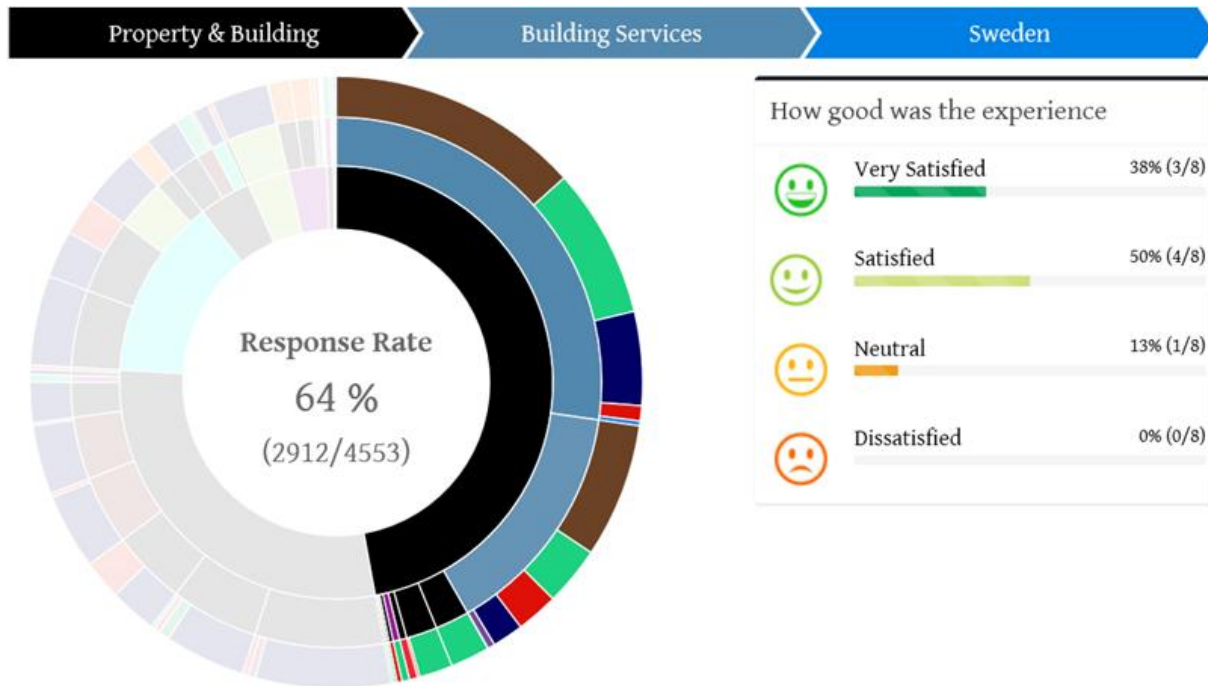 Property & Building
Building Services
Sweden
Response Rate
64 %
(2912/4553)
How good was the experience
Very Satisfied 38% (3/8)
Satisfied 50% (4/8)
Neutral 13% (1/8)
Dissatisfied 0% (0/8)